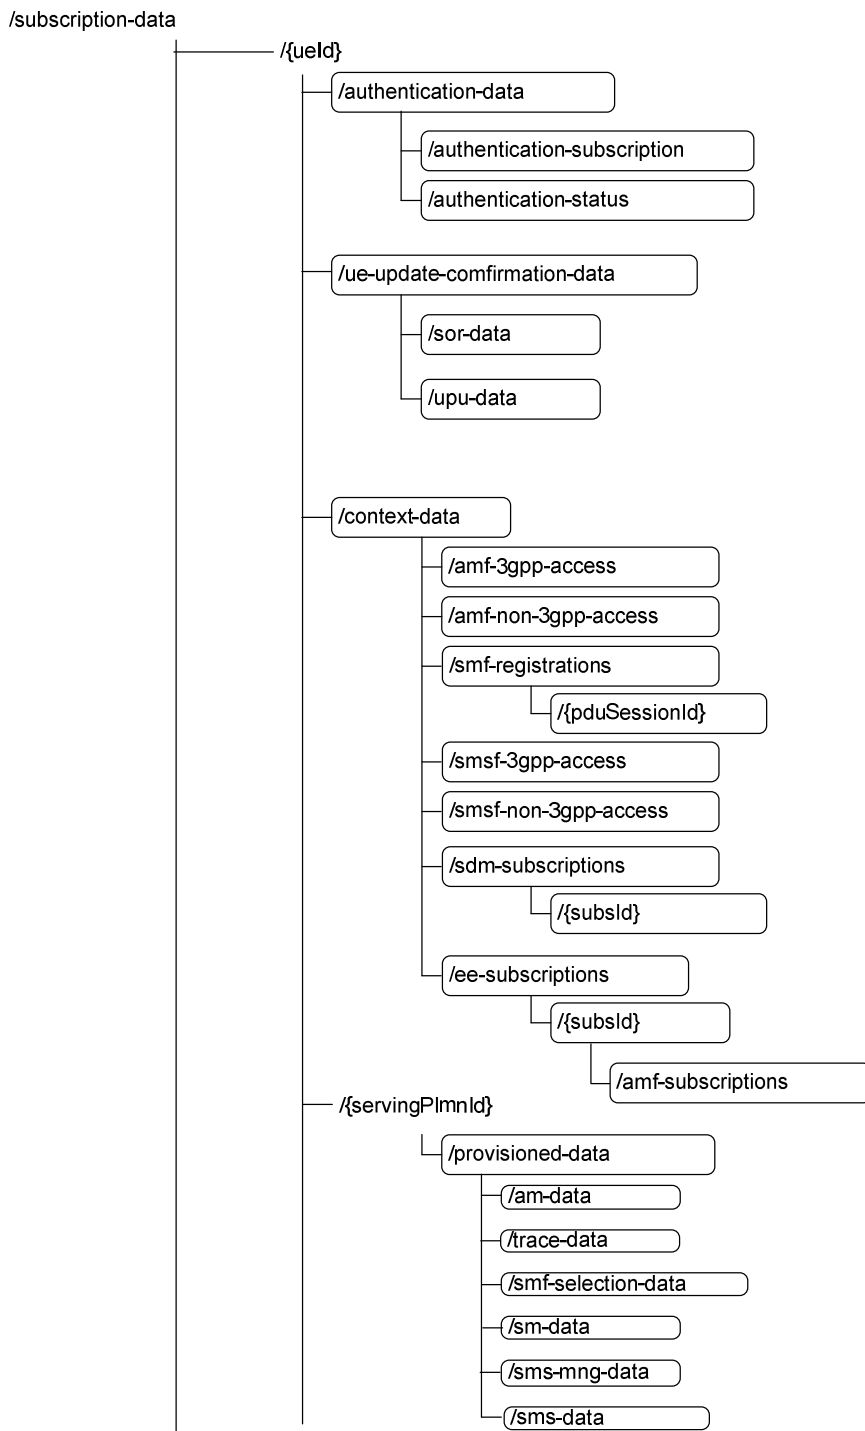 /subscription-data
/{ueId}
/authentication-data
/authentication-subscription
/authentication-status
/ue-update-comfirmation-data
/sor-data
/upu-data
/context-data
/amf-3gpp-access
/amf-non-3gpp-access
/smf-registrations
/{pduSessionId}
/smsf-3gpp-access
/smsf-non-3gpp-access
/sdm-subscriptions
/{subsId}
/ee-subscriptions
/{subsId}
/amf-subscriptions
/{servingPlmnId}
/provisioned-data
/am-data
/trace-data
/smf-selection-data
/sm-data
/sms-mng-data
/sms-data